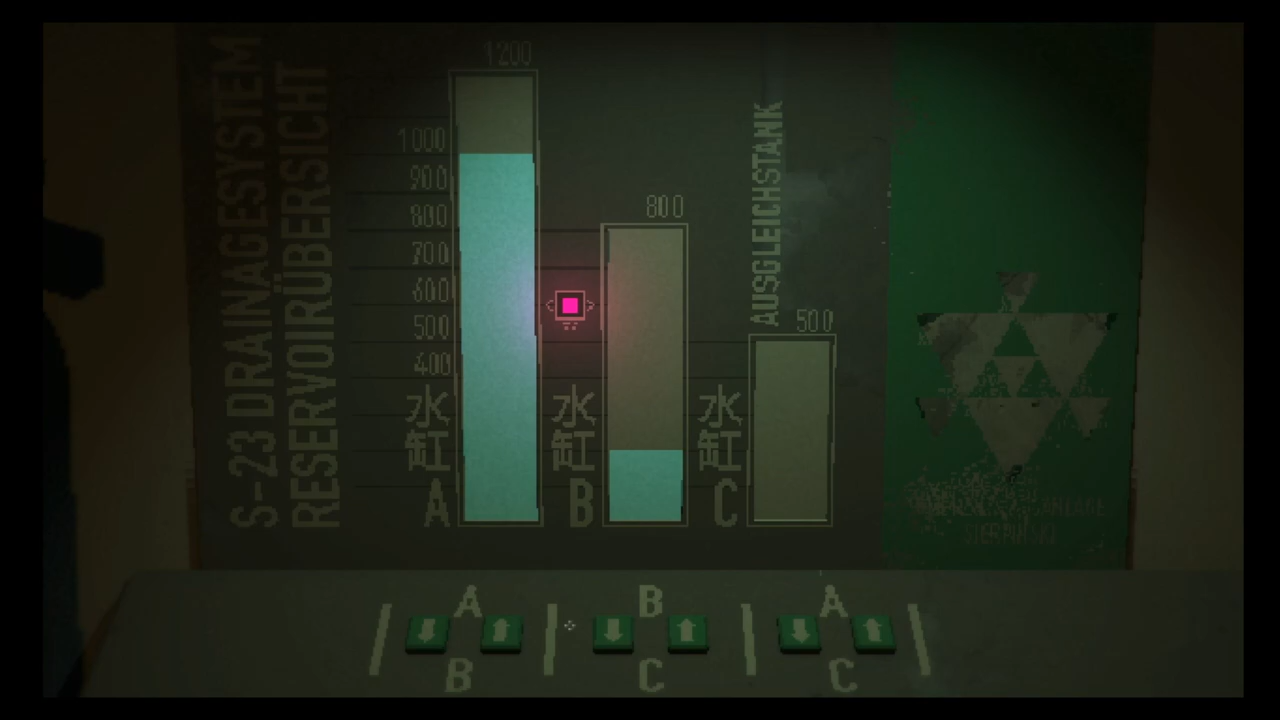 S-23 DRAINAGESYSTEM
RESERVOIRÜBERSICHT
1200
1000
900
800
700
600
500
400
水缸 A
800
水缸 B
AUSGLEICHSTANK
500
水缸 C
A
B
B
C
A
C